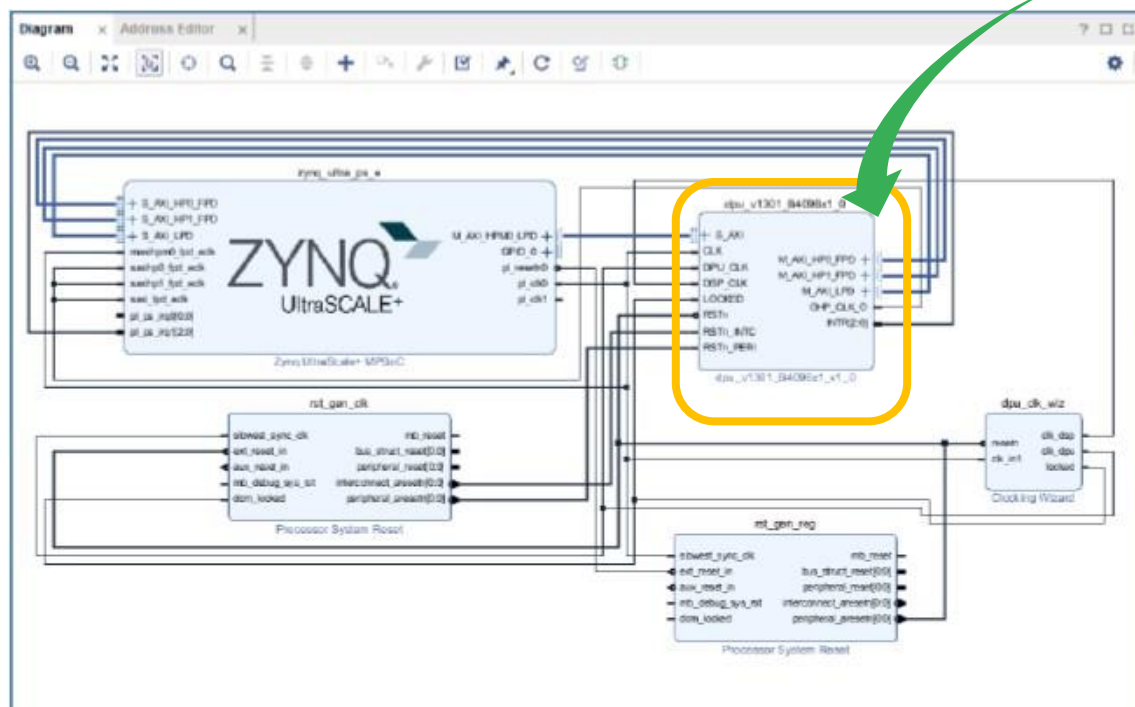 Diagram × Address Editor ×
zynq_ultra_ps_e
S_AXI_HP0_FPD
S_AXI_HP1_FPD
S_AXI_LPD
maxihpm0_lpd_aclk
saxihp0_fpd_aclk
saxihp1_fpd_aclk
saxi_lpd_aclk
pl_ps_irq0[0:0]
pl_ps_irq1[2:0]
M_AXI_HPM0_LPD
GPIO_0
pl_resetn0
pl_clk0
pl_clk1
ZYNQ
UltraSCALE+
Zynq UltraScale+ MPSoC
dpu_v1301_B4096x1_0
S_AXI
CLK
DPU_CLK
DSP_CLK
LOCKED
RSTn
RSTn_INTC
RSTn_PERI
M_AXI_HP0_FPD
M_AXI_HP1_FPD
M_AXI_LPD
GHP_CLK_O
INTR[2:0]
dpu_v1301_B4096x1_v1_0
rst_gen_clk
slowest_sync_clk
ext_reset_in
aux_reset_in
mb_debug_sys_rst
dcm_locked
mb_reset
bus_struct_reset[0:0]
peripheral_reset[0:0]
interconnect_aresetn[0:0]
peripheral_aresetn[0:0]
Processor System Reset
dpu_clk_wiz
resetn
clk_in1
clk_dsp
clk_dpu
locked
Clocking Wizard
rst_gen_reg
slowest_sync_clk
ext_reset_in
aux_reset_in
mb_debug_sys_rst
dcm_locked
mb_reset
bus_struct_reset[0:0]
peripheral_reset[0:0]
interconnect_aresetn[0:0]
peripheral_aresetn[0:0]
Processor System Reset